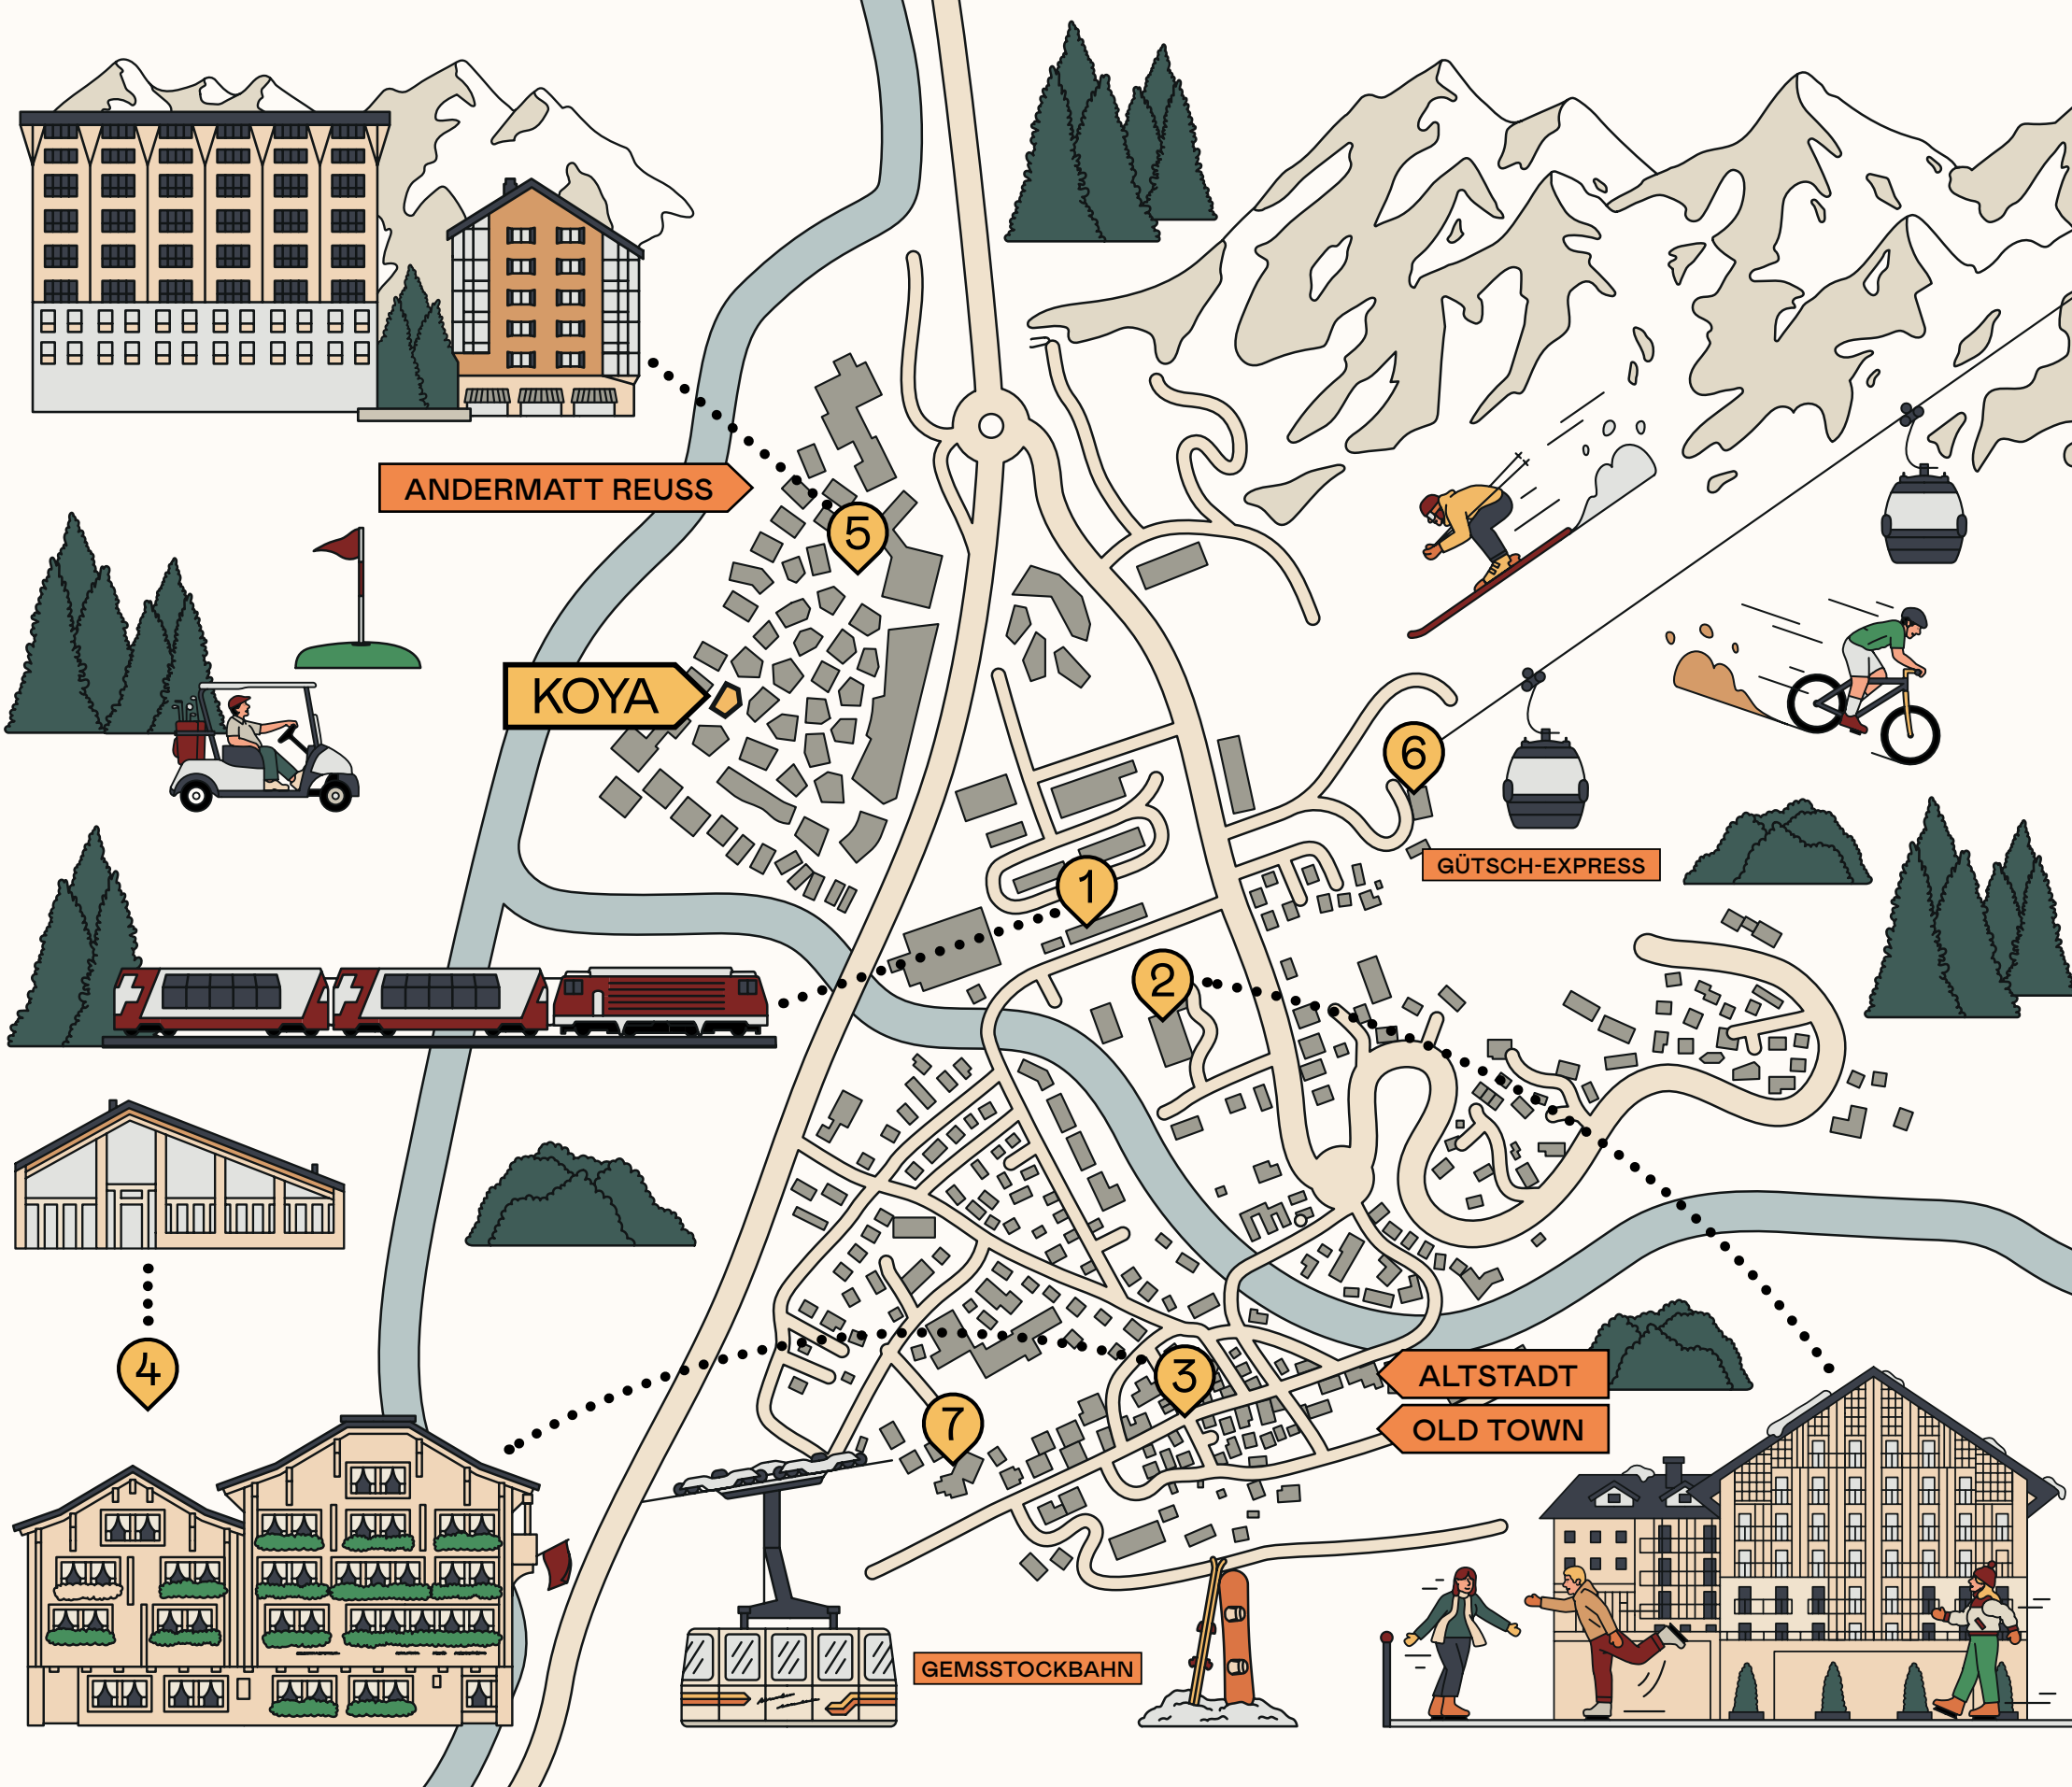 ANDERMATT REUSS
5
KOYA
6
GÜTSCH-EXPRESS
1
2
4
3
ALTSTADT
OLD TOWN
7
GEMSSTOCKBAHN